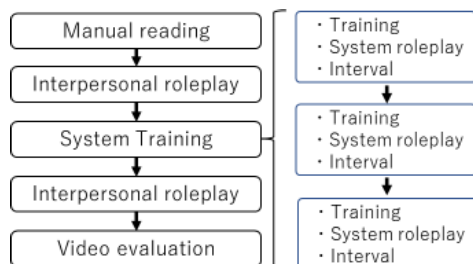 Manual reading
Interpersonal roleplay
System Training
Interpersonal roleplay
Video evaluation
・Training
・System roleplay
・Interval
・Training
・System roleplay
・Interval
・Training
・System roleplay
・Interval